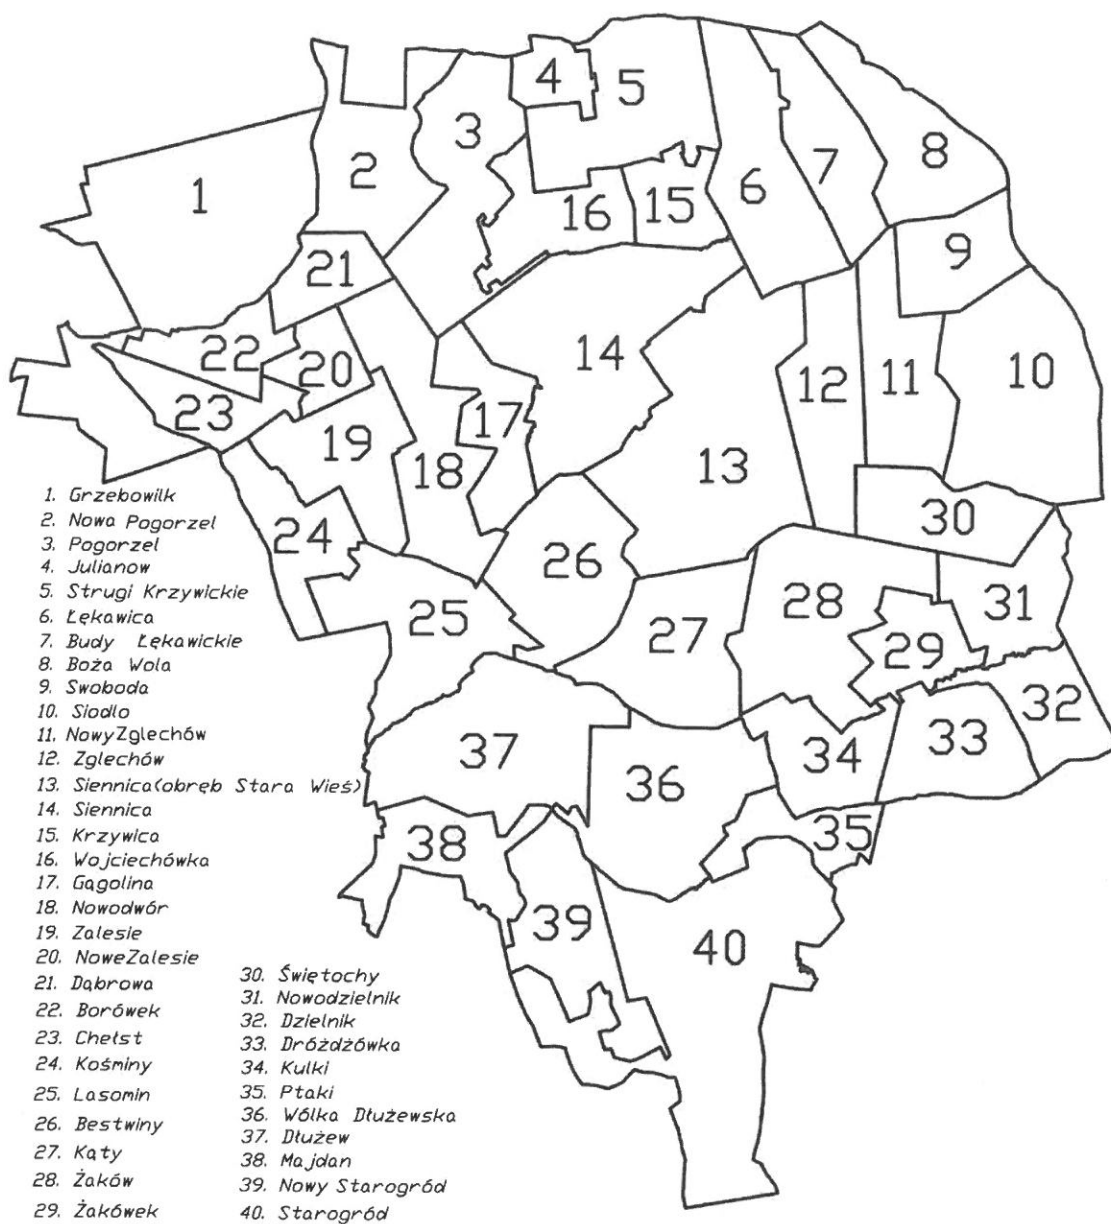 1
2
3
4
5
6
7
8
9
10
11
12
13
14
15
16
17
18
19
20
21
22
23
24
25
26
27
28
29
30
31
32
33
34
35
36
37
38
39
40
1. Grzebowilk
2. Nowa Pogorzel
3. Pogorzel
4. Julianow
5. Strugi Krzywickie
6. Łękawica
7. Budy Łękawickie
8. Boża Wola
9. Swoboda
10. Siodło
11. NowyZglechów
12. Zglechów
13. Siennica(obręb Stara Wieś)
14. Siennica
15. Krzywica
16. Wojciechówka
17. Gągolina
18. Nowodwór
19. Zalesie
20. NoweZalesie
21. Dąbrowa
22. Borówek
23. Chełst
24. Kośminy
25. Lasomin
26. Bestwiny
27. Kąty
28. Żaków
29. Żakówek
30. Świętochy
31. Nowodzielnik
32. Dzielnik
33. Dróżdżówka
34. Kulki
35. Ptaki
36. Wólka Dłużewska
37. Dłużew
38. Majdan
39. Nowy Starogród
40. Starogród